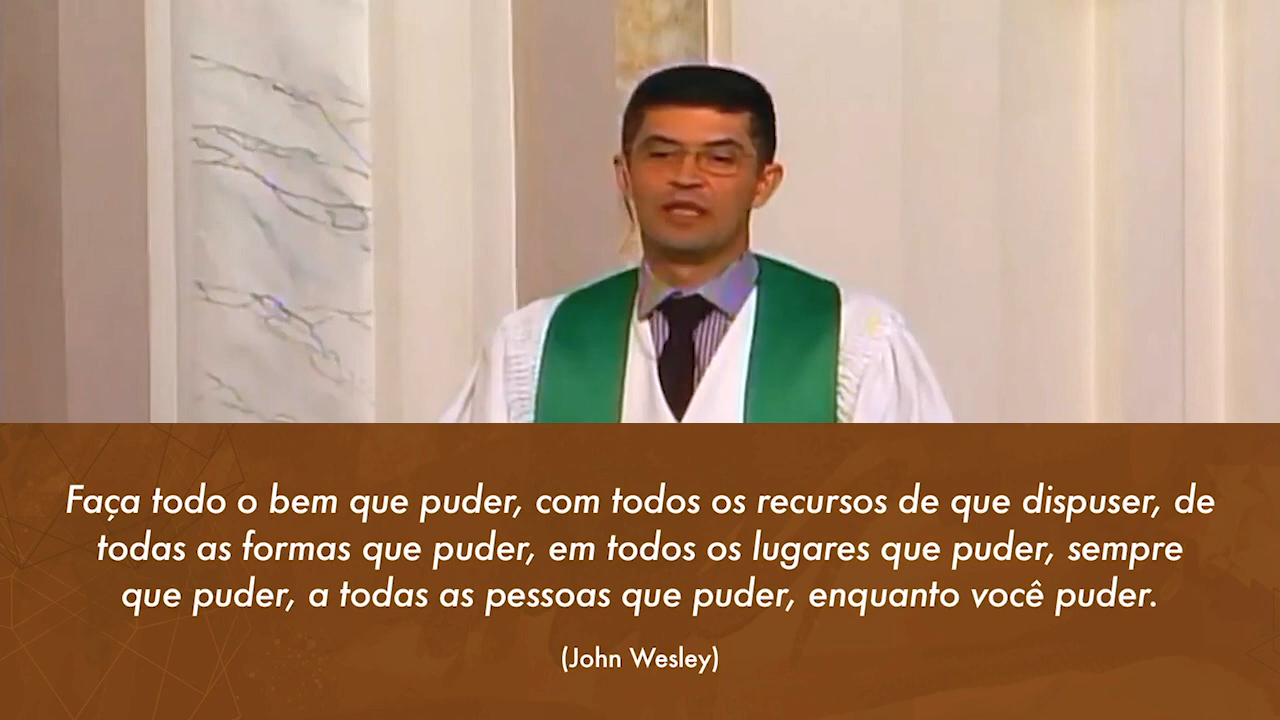 Faça todo o bem que puder, com todos os recursos de que dispuser, de
todas as formas que puder, em todos os lugares que puder, sempre
que puder, a todas as pessoas que puder, enquanto você puder.
(John Wesley)